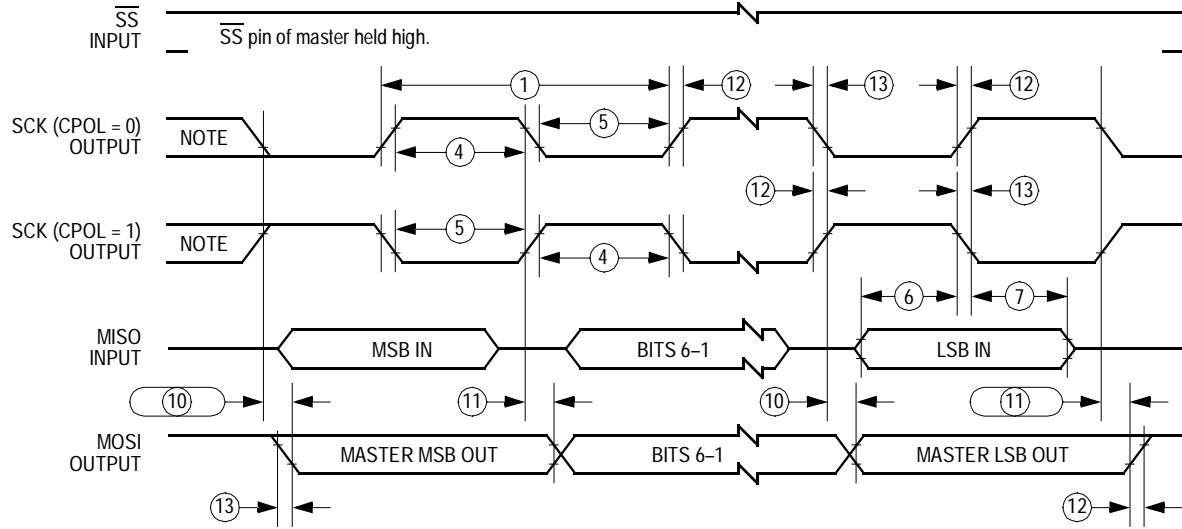 SS
INPUT
SS pin of master held high.
1
12
13
12
SCK (CPOL = 0)
OUTPUT
NOTE
5
4
12
13
SCK (CPOL = 1)
OUTPUT
NOTE
5
4
6
7
MISO
INPUT
MSB IN
BITS 6–1
LSB IN
10
11
10
11
MOSI
OUTPUT
MASTER MSB OUT
BITS 6–1
MASTER LSB OUT
13
12